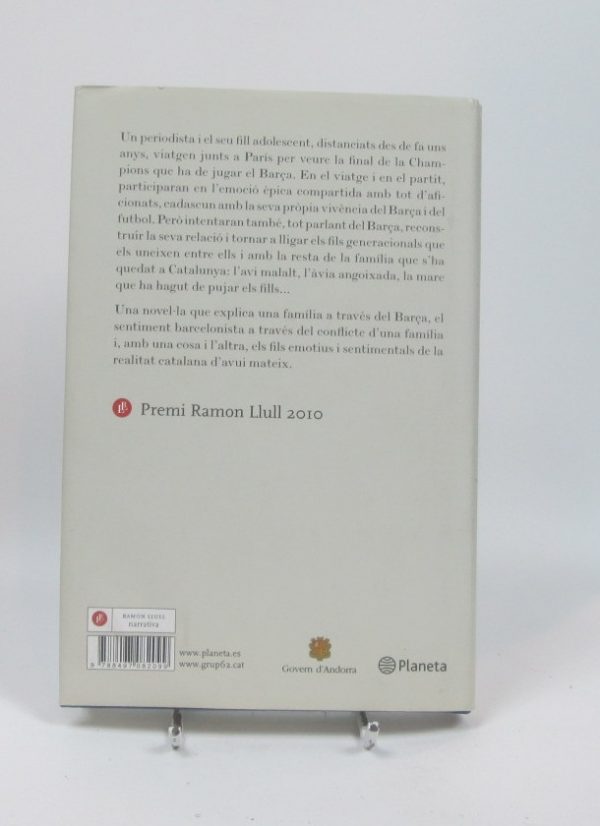 Un periodista i el seu fill adolescent, distanciats des de fa uns
anys, viatgen junts a París per veure la final de la Cham-
pions que ha de jugar el Barça. En el viatge i en el partit,
participaran en l'emoció èpica compartida amb tot d'afi-
cionats, cadascun amb la seva pròpia vivència del Barça i del
futbol. Però intentaran també, tot parlant del Barça, recons-
truir la seva relació i tornar a lligar els fils generacionals que
els uneixen entre ells i amb la resta de la família que s'ha
quedat a Catalunya: l'avi malalt, l'àvia angoixada, la mare
que ha hagut de pujar els fills...
Una novel·la que explica una família a través del Barça, el
sentiment barcelonista a través del conflicte d'una família
i, amb una cosa i l'altra, els fils emotius i sentimentals de la
realitat catalana d'avui mateix.
Premi Ramon Llull 2010
RAMON LLULL
narrativa
www.planeta.es
www.grup62.cat
9 788497 082099
Govern d'Andorra
Planeta